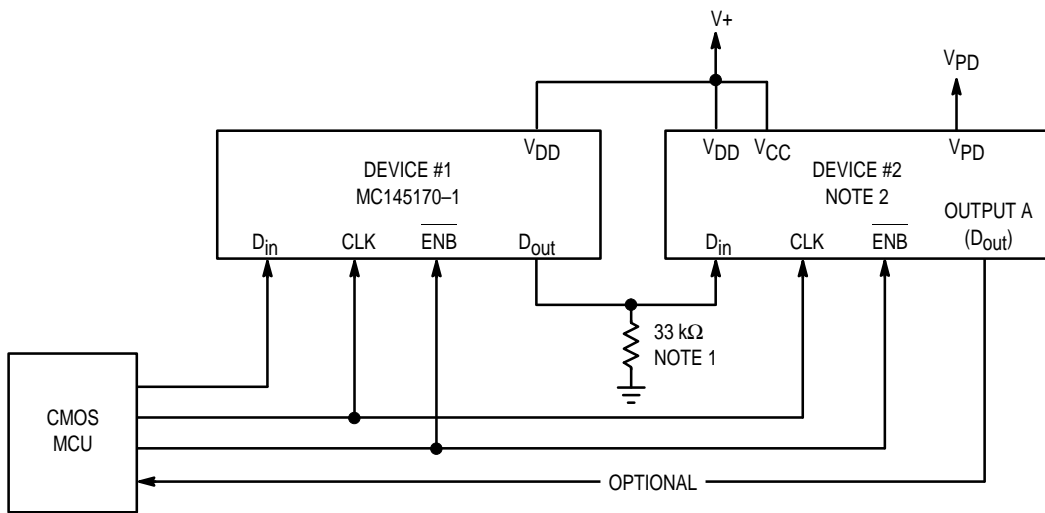 V+
VPD
VDD
VDD
VCC
VPD
DEVICE #1
MC145170–1
DEVICE #2
NOTE 2
OUTPUT A
(Dout)
Din
CLK
ENB
Dout
Din
CLK
ENB
33 kΩ
NOTE 1
CMOS
MCU
OPTIONAL